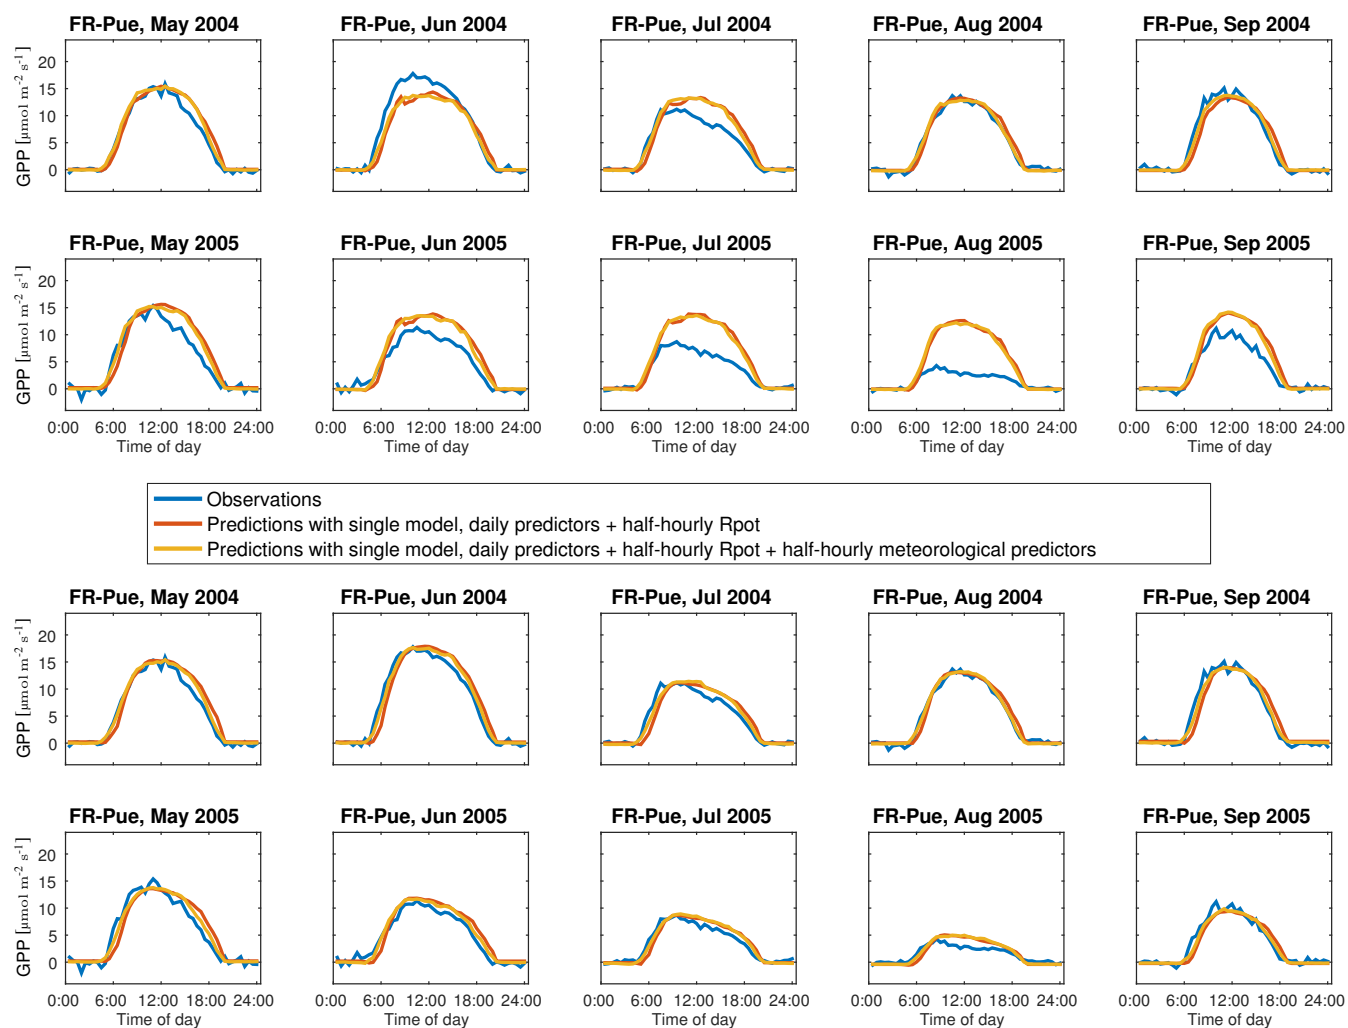 FR-Pue, May 2004 FR-Pue, Jun 2004 FR-Pue, Jul 2004 FR-Pue, Aug 2004 FR-Pue, Sep 2004
GPP [μmol m⁻² s⁻¹]
20
15
10
5
0
FR-Pue, May 2005 FR-Pue, Jun 2005 FR-Pue, Jul 2005 FR-Pue, Aug 2005 FR-Pue, Sep 2005
GPP [μmol m⁻² s⁻¹]
20
15
10
5
0
0:00 6:00 12:00 18:00 24:00 0:00 6:00 12:00 18:00 24:00 0:00 6:00 12:00 18:00 24:00 0:00 6:00 12:00 18:00 24:00 0:00 6:00 12:00 18:00 24:00
Time of day Time of day Time of day Time of day Time of day
Observations
Predictions with single model, daily predictors + half-hourly Rpot
Predictions with single model, daily predictors + half-hourly Rpot + half-hourly meteorological predictors
FR-Pue, May 2004 FR-Pue, Jun 2004 FR-Pue, Jul 2004 FR-Pue, Aug 2004 FR-Pue, Sep 2004
GPP [μmol m⁻² s⁻¹]
20
15
10
5
0
FR-Pue, May 2005 FR-Pue, Jun 2005 FR-Pue, Jul 2005 FR-Pue, Aug 2005 FR-Pue, Sep 2005
GPP [μmol m⁻² s⁻¹]
20
15
10
5
0
0:00 6:00 12:00 18:00 24:00 0:00 6:00 12:00 18:00 24:00 0:00 6:00 12:00 18:00 24:00 0:00 6:00 12:00 18:00 24:00 0:00 6:00 12:00 18:00 24:00
Time of day Time of day Time of day Time of day Time of day